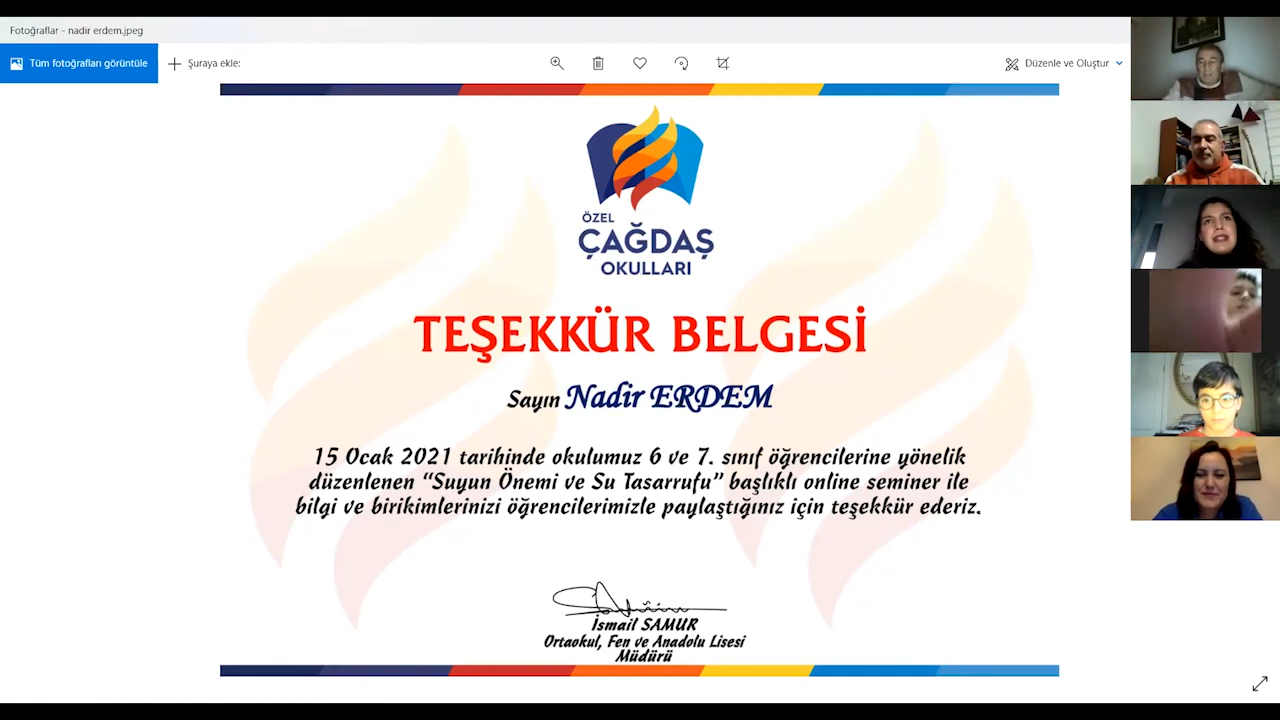 Fotoğraflar - nadir erdem.jpeg
Tüm fotoğrafları görüntüle
Şuraya ekle:
Düzenle ve Oluştur
ÖZEL
ÇAĞDAŞ
OKULLARI
TEŞEKKÜR BELGESİ
Sayın Nadir ERDEM
15 Ocak 2021 tarihinde okulumuz 6 ve 7. sınıf öğrencilerine yönelik
düzenlenen “Suyun Önemi ve Su Tasarrufu” başlıklı online seminer ile
bilgi ve birikimlerinizi öğrencilerimizle paylaştığınız için teşekkür ederiz.
İsmail SAMUR
Ortaokul, Fen ve Anadolu Lisesi
Müdürü